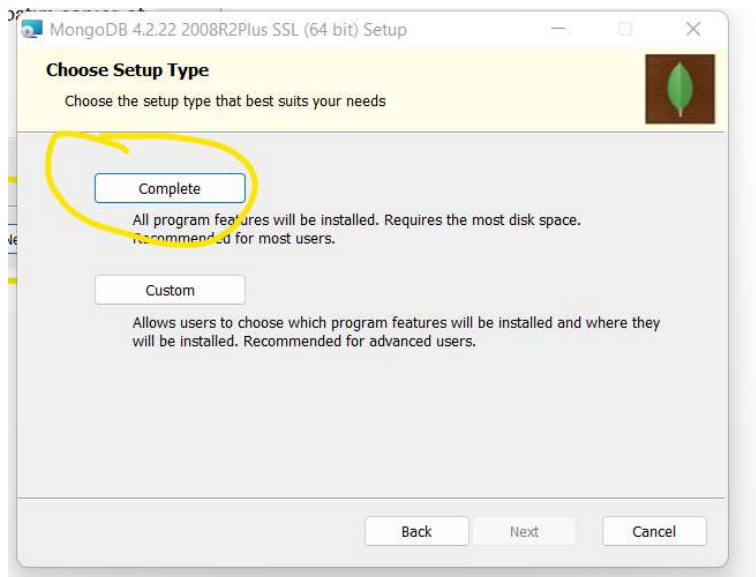 MongoDB 4.2.22 2008R2Plus SSL (64 bit) Setup
Choose Setup Type
Choose the setup type that best suits your needs
Complete
All program features will be installed. Requires the most disk space.
Recommended for most users.
Custom
Allows users to choose which program features will be installed and where they
will be installed. Recommended for advanced users.
Back Next Cancel